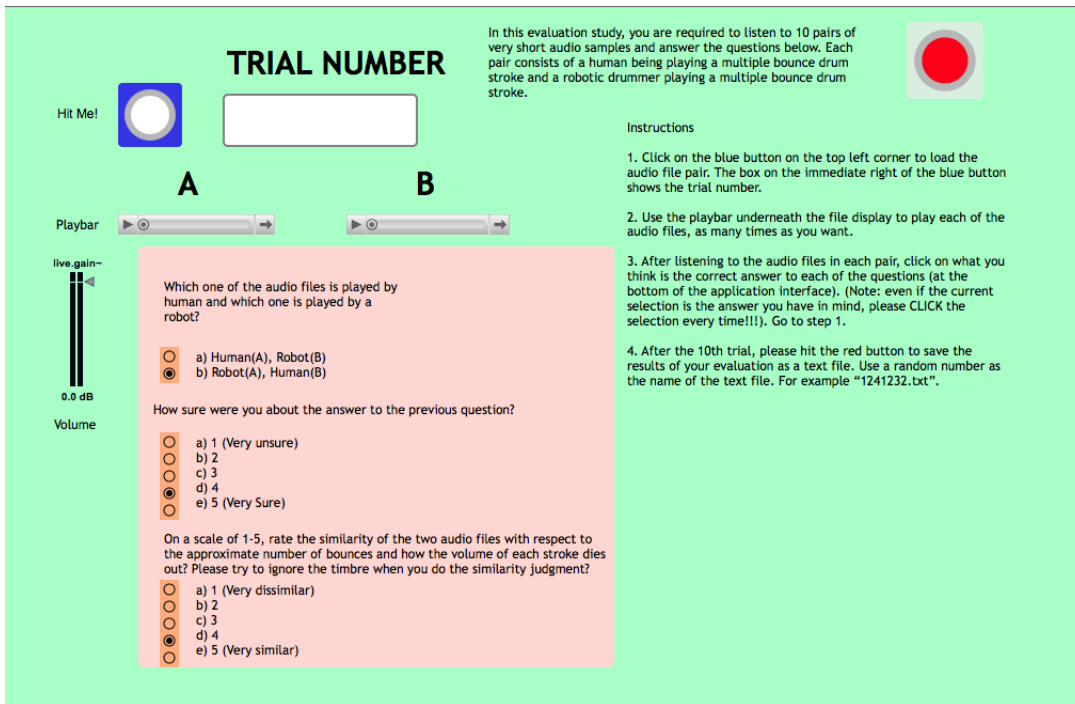 In this evaluation study, you are required to listen to 10 pairs of
very short audio samples and answer the questions below. Each
pair consists of a human being playing a multiple bounce drum
stroke and a robotic drummer playing a multiple bounce drum
stroke.
TRIAL NUMBER
Hit Me!
A
B
Playbar
live.gain~
0.0 dB
Volume
Which one of the audio files is played by
human and which one is played by a
robot?
a) Human(A), Robot(B)
b) Robot(A), Human(B)
How sure were you about the answer to the previous question?
a) 1 (Very unsure)
b) 2
c) 3
d) 4
e) 5 (Very Sure)
On a scale of 1-5, rate the similarity of the two audio files with respect to
the approximate number of bounces and how the volume of each stroke dies
out? Please try to ignore the timbre when you do the similarity judgment?
a) 1 (Very dissimilar)
b) 2
c) 3
d) 4
e) 5 (Very similar)
Instructions
1. Click on the blue button on the top left corner to load the
audio file pair. The box on the immediate right of the blue button
shows the trial number.
2. Use the playbar underneath the file display to play each of the
audio files, as many times as you want.
3. After listening to the audio files in each pair, click on what you
think is the correct answer to each of the questions (at the
bottom of the application interface). (Note: even if the current
selection is the answer you have in mind, please CLICK the
selection every time!!!). Go to step 1.
4. After the 10th trial, please hit the red button to save the
results of your evaluation as a text file. Use a random number as
the name of the text file. For example “1241232.txt”.